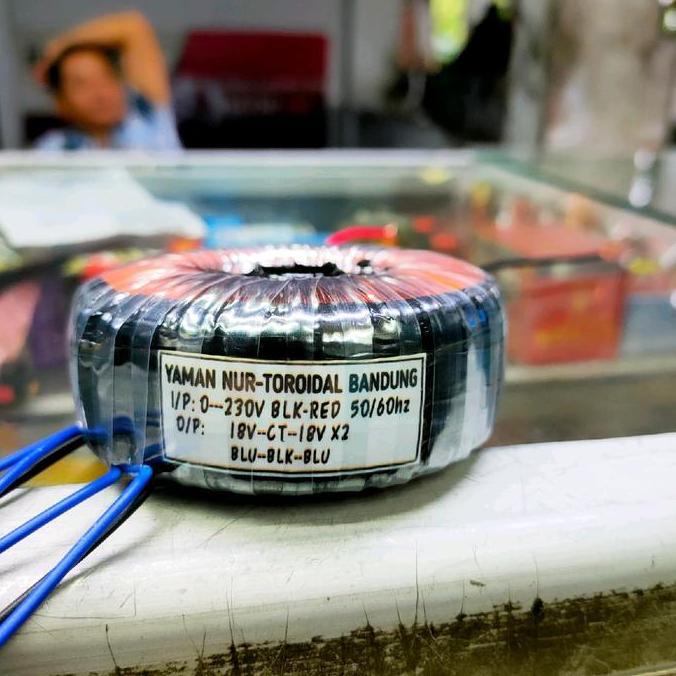 YAMAN NUR-TOROIDAL BANDUNG
I/P: 0--230V BLK-RED 50/60hz
O/P: 18V--CT--18V X2
BLU--BLK--BLU